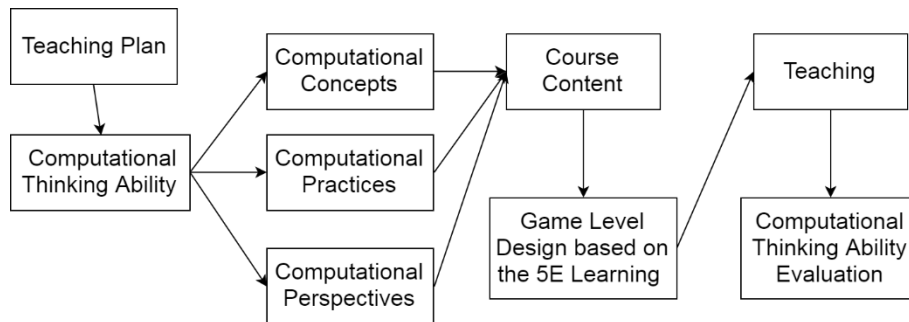 Teaching Plan
Computational
Thinking Ability
Computational
Concepts
Computational
Practices
Computational
Perspectives
Course
Content
Game Level
Design based on
the 5E Learning
Teaching
Computational
Thinking Ability
Evaluation